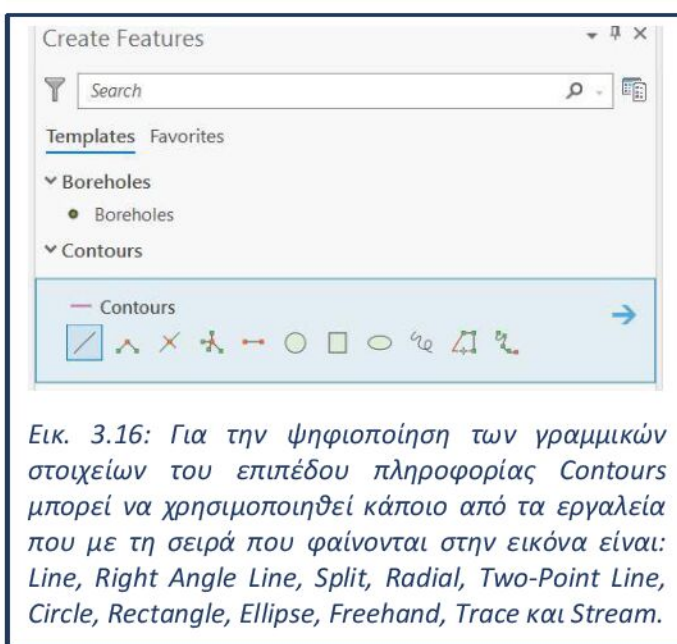 Create Features
Search
Templates Favorites
Boreholes
Boreholes
Contours
Contours
Εικ. 3.16: Για την ψηφιοποίηση των γραμμικών
στοιχείων του επιπέδου πληροφορίας Contours
μπορεί να χρησιμοποιηθεί κάποιο από τα εργαλεία
που με τη σειρά που φαίνονται στην εικόνα είναι:
Line, Right Angle Line, Split, Radial, Two-Point Line,
Circle, Rectangle, Ellipse, Freehand, Trace και Stream.